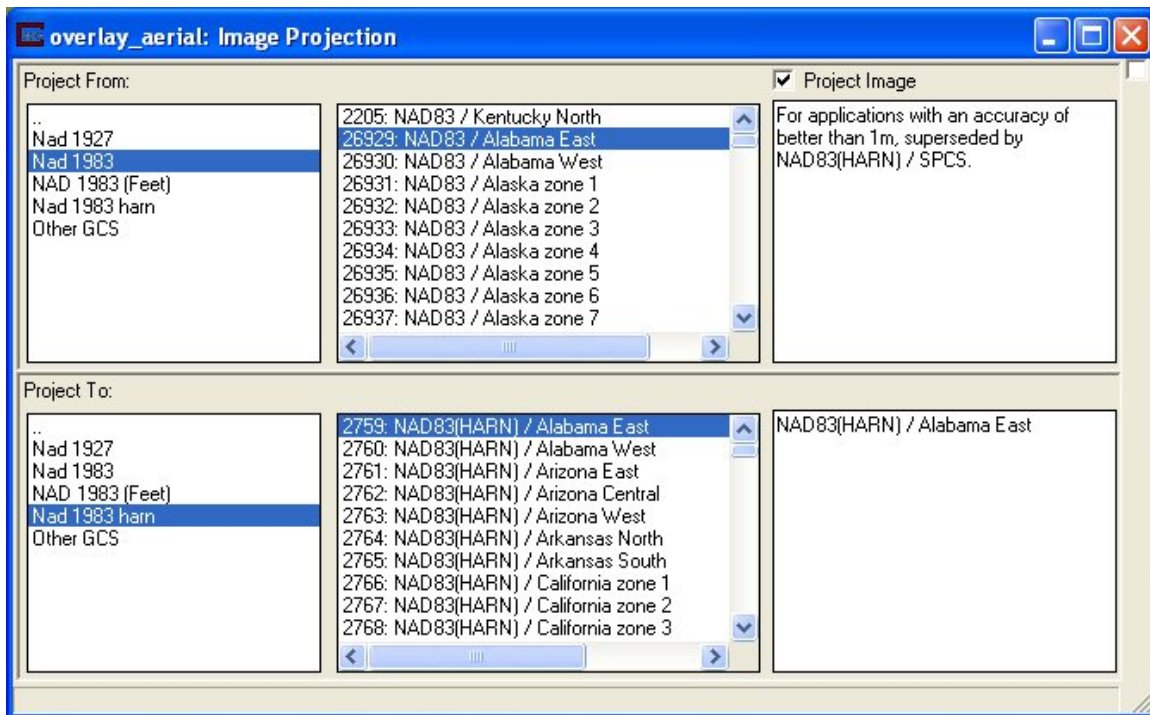 overlay_aerial: Image Projection
Project From:
..
Nad 1927
Nad 1983
NAD 1983 (Feet)
Nad 1983 harn
Other GCS
2205: NAD83 / Kentucky North
26929: NAD83 / Alabama East
26930: NAD83 / Alabama West
26931: NAD83 / Alaska zone 1
26932: NAD83 / Alaska zone 2
26933: NAD83 / Alaska zone 3
26934: NAD83 / Alaska zone 4
26935: NAD83 / Alaska zone 5
26936: NAD83 / Alaska zone 6
26937: NAD83 / Alaska zone 7
Project Image
For applications with an accuracy of
better than 1m, superseded by
NAD83(HARN) / SPCS.
Project To:
..
Nad 1927
Nad 1983
NAD 1983 (Feet)
Nad 1983 harn
Other GCS
2759: NAD83(HARN) / Alabama East
2760: NAD83(HARN) / Alabama West
2761: NAD83(HARN) / Arizona East
2762: NAD83(HARN) / Arizona Central
2763: NAD83(HARN) / Arizona West
2764: NAD83(HARN) / Arkansas North
2765: NAD83(HARN) / Arkansas South
2766: NAD83(HARN) / California zone 1
2767: NAD83(HARN) / California zone 2
2768: NAD83(HARN) / California zone 3
NAD83(HARN) / Alabama East